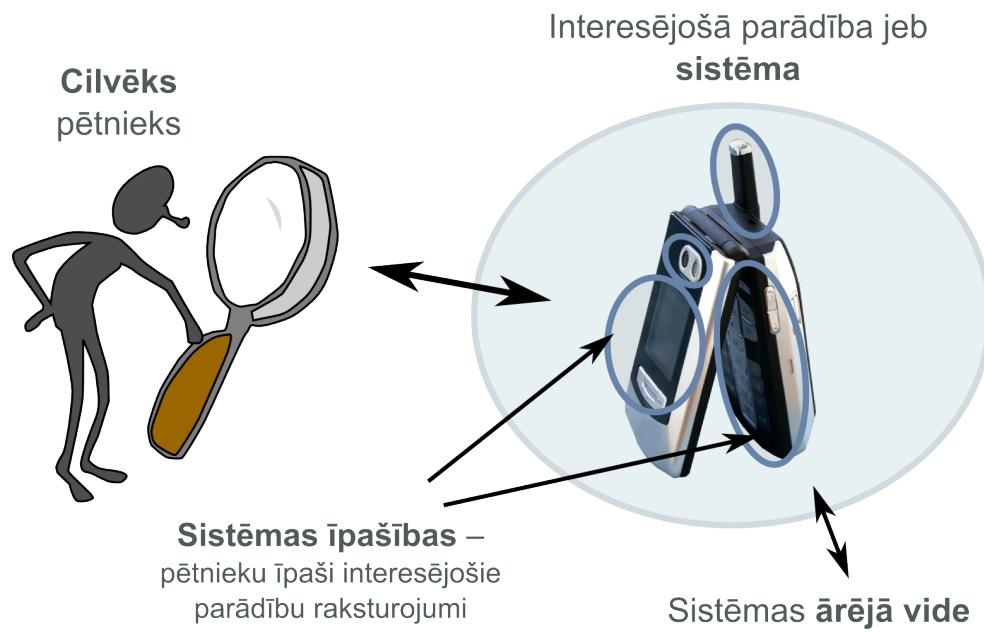 Interesējošā parādība jeb
sistēma
Cilvēks
pētnieks
Sistēmas īpašības –
pētnieku īpaši interesējošie
parādību raksturojumi
Sistēmas ārējā vide